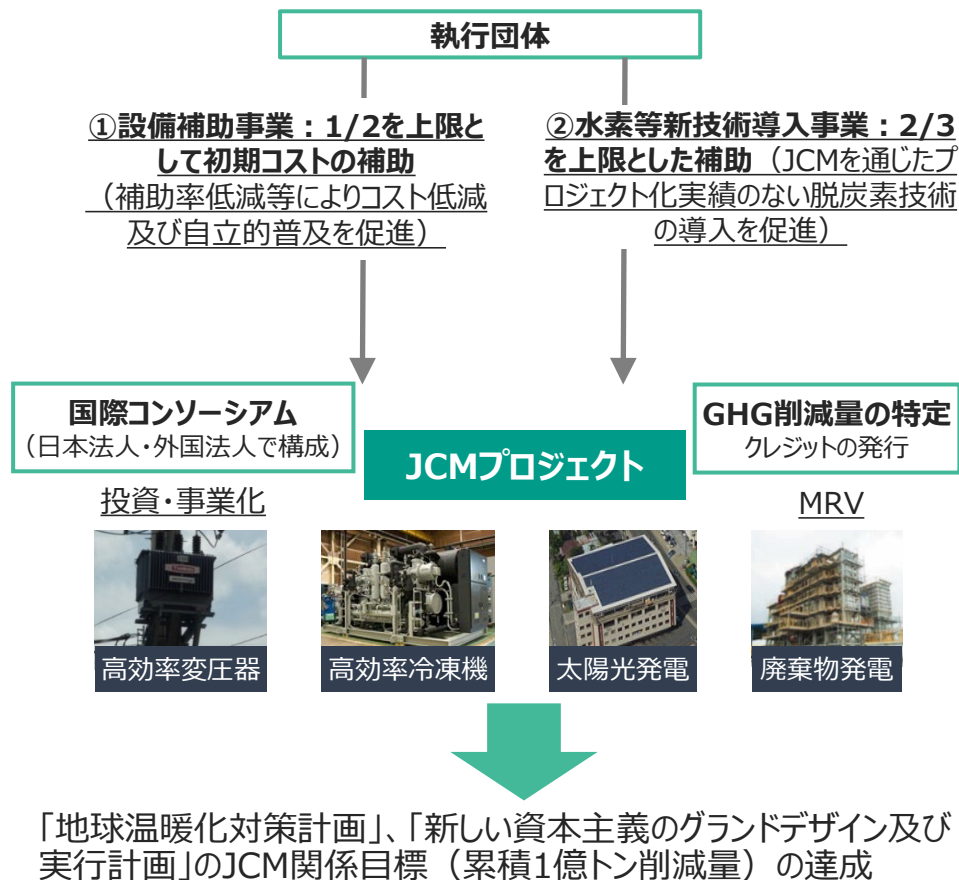 執行団体
①設備補助事業：1/2を上限と
して初期コストの補助
（補助率低減等によりコスト低減
及び自立的普及を促進）
②水素等新技術導入事業：2/3
を上限とした補助（JCMを通じたプ
ロジェクト化実績のない脱炭素技術
の導入を促進）
国際コンソーシアム
（日本法人・外国法人で構成）
投資・事業化
JCMプロジェクト
GHG削減量の特定
クレジットの発行
MRV
高効率変圧器
高効率冷凍機
太陽光発電
廃棄物発電
「地球温暖化対策計画」、「新しい資本主義のグランドデザイン及び
実行計画」のJCM関係目標（累積1億トン削減量）の達成